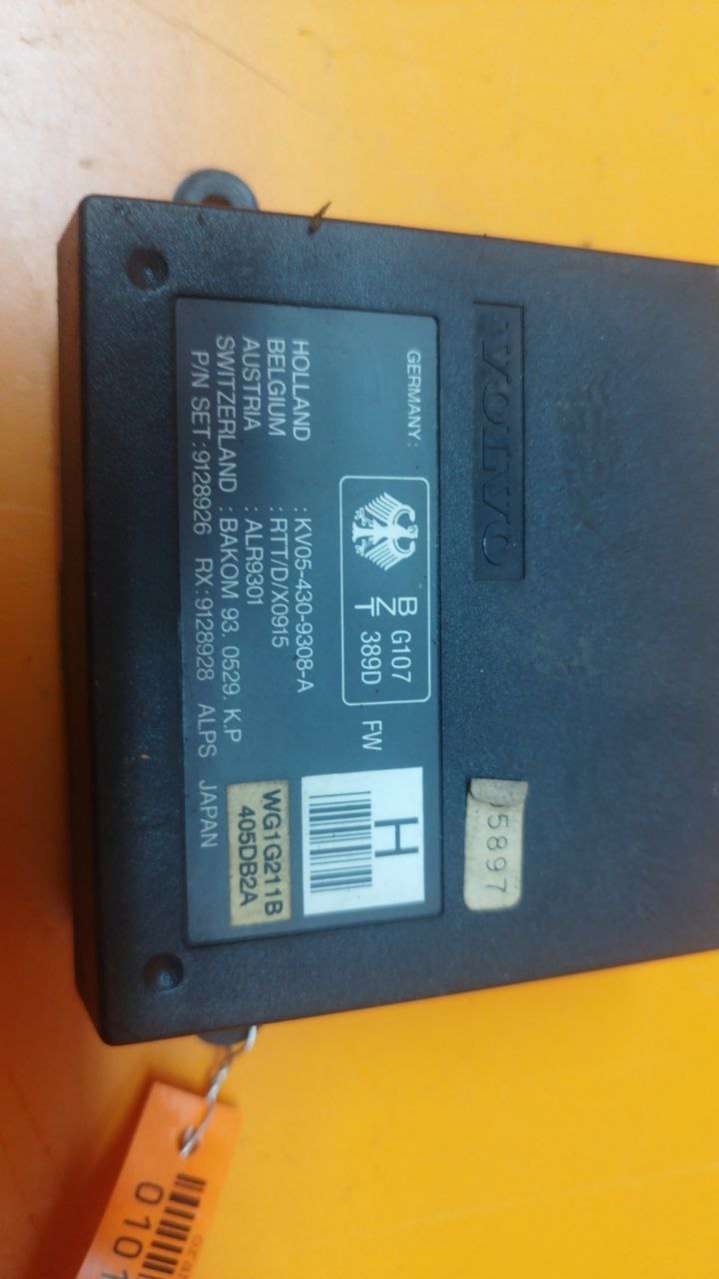 VOLVO
5897
GERMANY :
B G107
Z
T 389D
FW
H
HOLLAND : KV05-430-9308-A
BELGIUM : RTT/D/X0915
AUSTRIA : ALR9301
SWITZERLAND : BAKOM 93. 0529. K.P
P/N SET :9128926 RX:9128928 ALPS JAPAN
WG1G211B
405DB2A